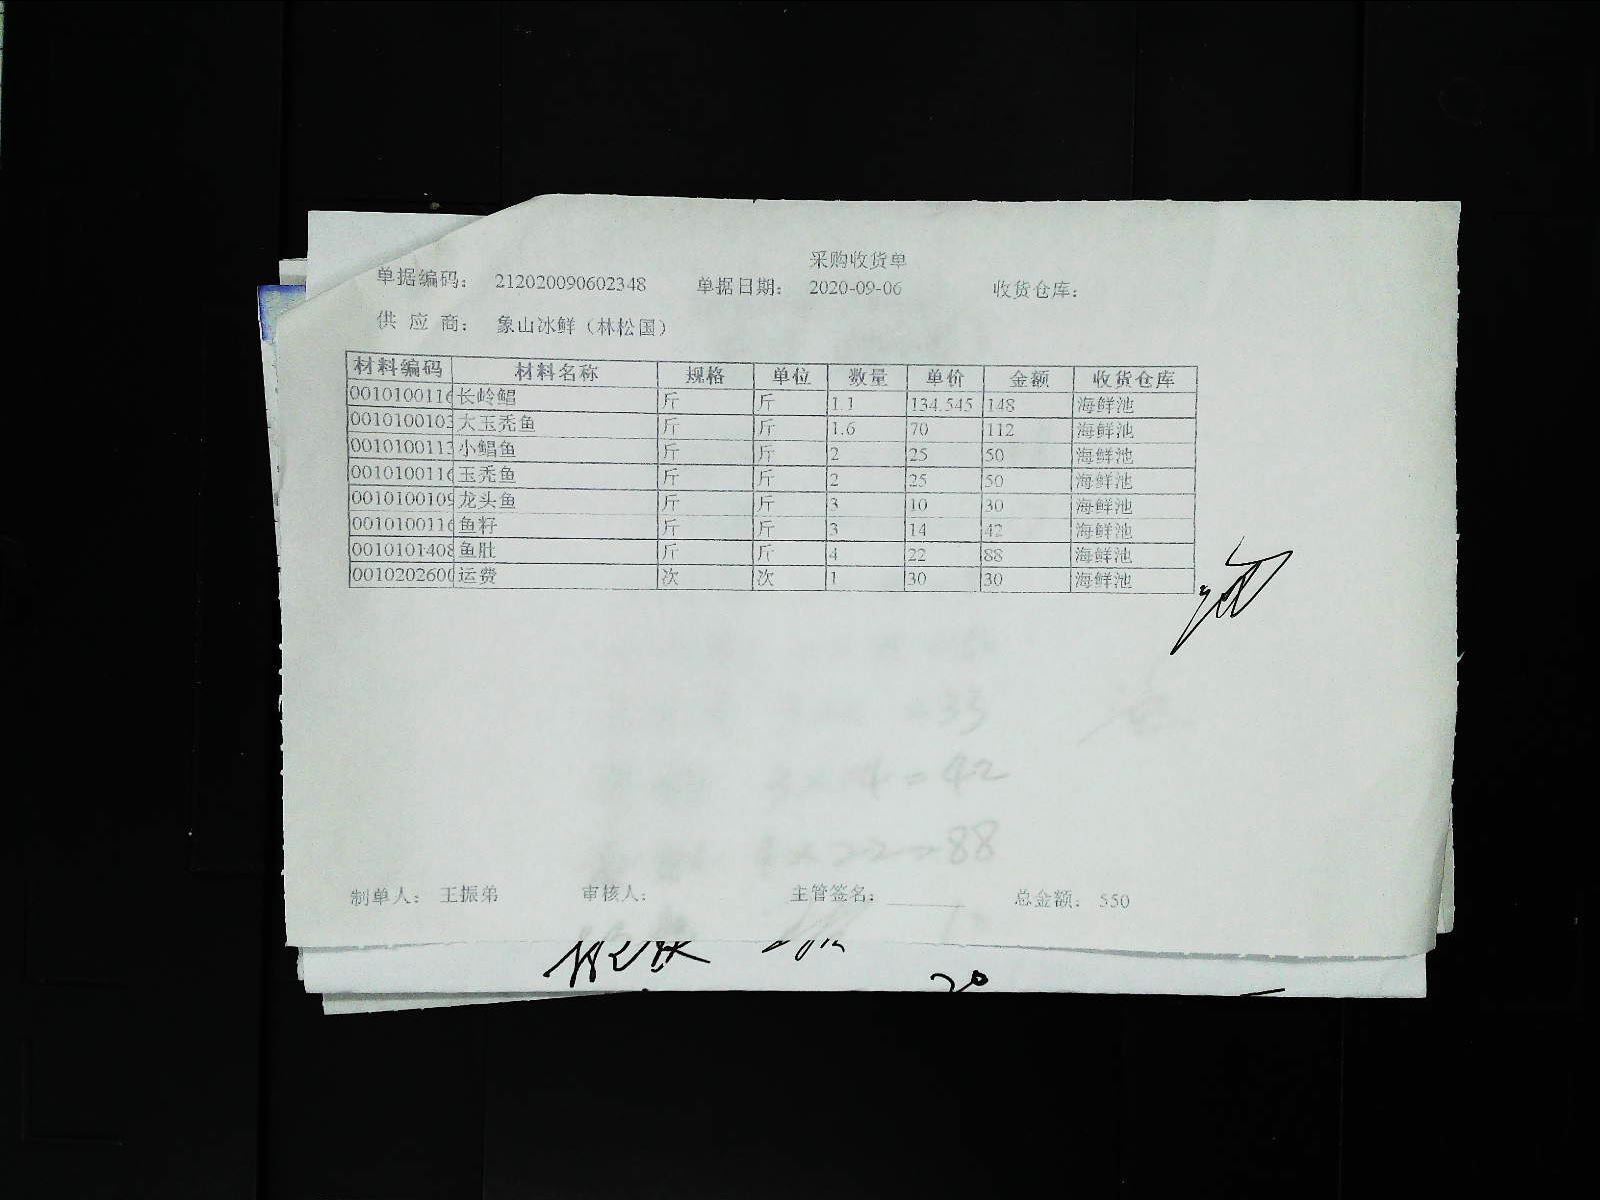 采购收货单
单据编码： 212020090602348 单据日期： 2020-09-06 收货仓库：
供 应 商： 象山冰鲜（林松国）
材料编码 材料名称 规格 单位 数量 单价 金额 收货仓库
0010100116 长岭鲳 斤 斤 1.1 134.545 148 海鲜池
0010100103 大玉秃鱼 斤 斤 1.6 70 112 海鲜池
0010100113 小鲳鱼 斤 斤 2 25 50 海鲜池
0010100116 玉秃鱼 斤 斤 2 25 50 海鲜池
0010100109 龙头鱼 斤 斤 3 10 30 海鲜池
0010100116 鱼籽 斤 斤 3 14 42 海鲜池
0010101408 鱼肚 斤 斤 4 22 88 海鲜池
0010202600 运费 次 次 1 30 30 海鲜池
制单人： 王振弟 审核人： 主管签名： 总金额： 550